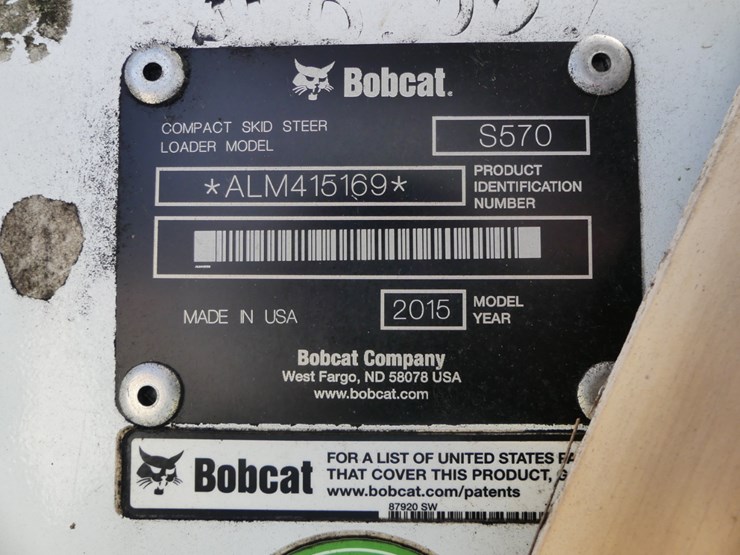 Bobcat.
COMPACT SKID STEER
LOADER MODEL
S570
*ALM415169*
PRODUCT
IDENTIFICATION
NUMBER
MADE IN USA
2015
MODEL
YEAR
Bobcat Company
West Fargo, ND 58078 USA
www.bobcat.com
Bobcat
FOR A LIST OF UNITED STATES
THAT COVER THIS PRODUCT,
www.bobcat.com/patents
87920 SW